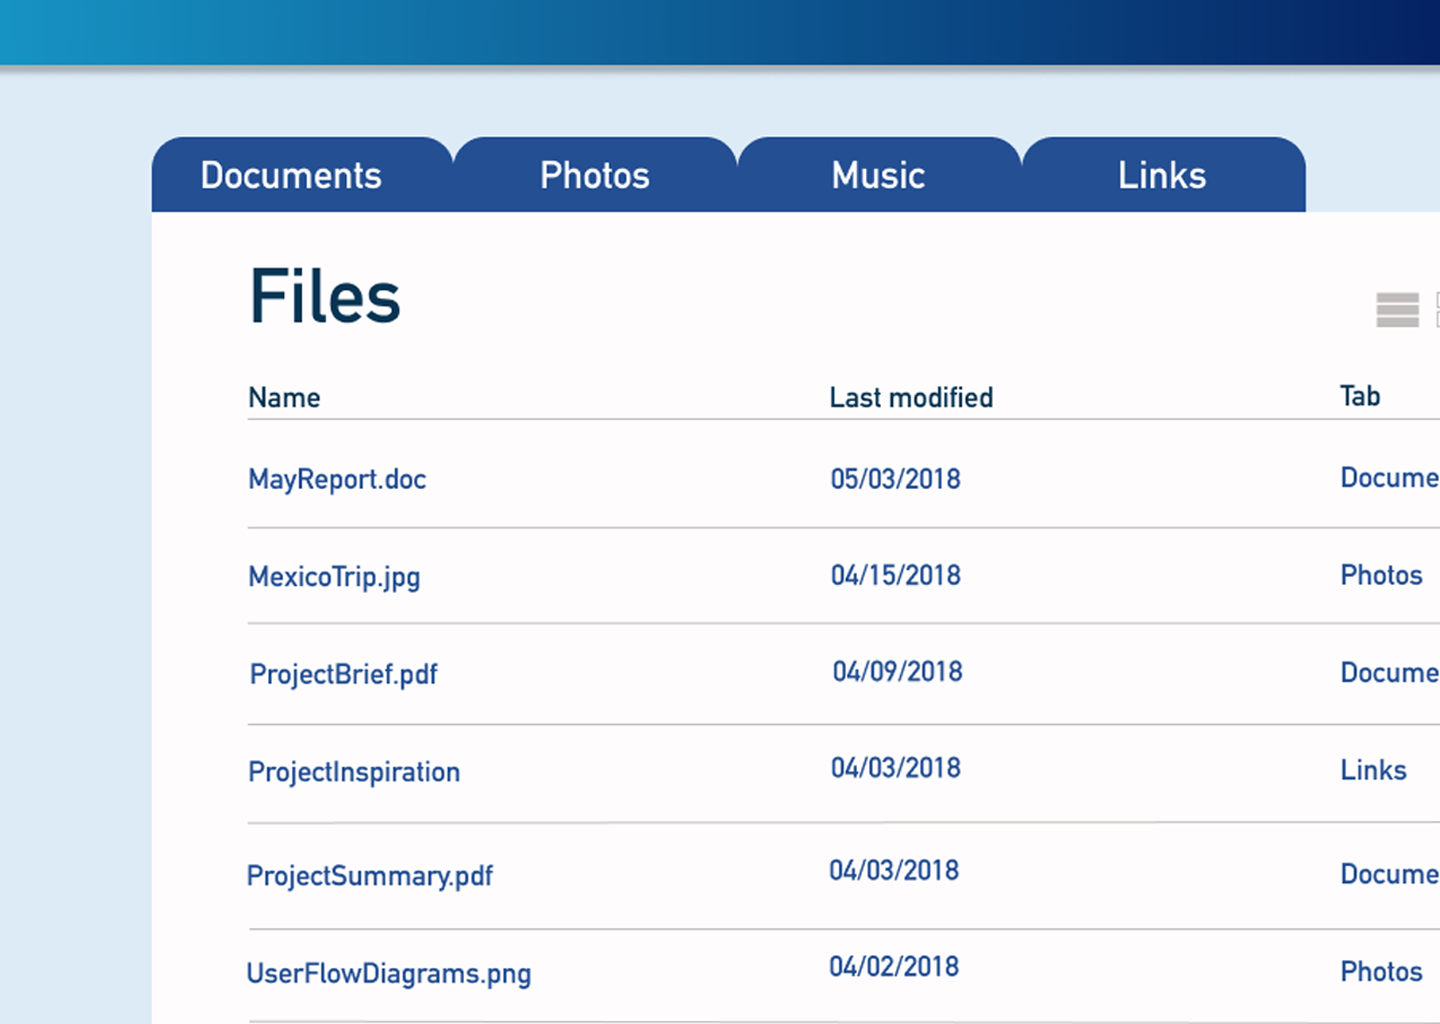 Documents Photos Music Links
Files
Name Last modified Tab
MayReport.doc 05/03/2018 Docume
MexicoTrip.jpg 04/15/2018 Photos
ProjectBrief.pdf 04/09/2018 Docume
ProjectInspiration 04/03/2018 Links
ProjectSummary.pdf 04/03/2018 Docume
UserFlowDiagrams.png 04/02/2018 Photos